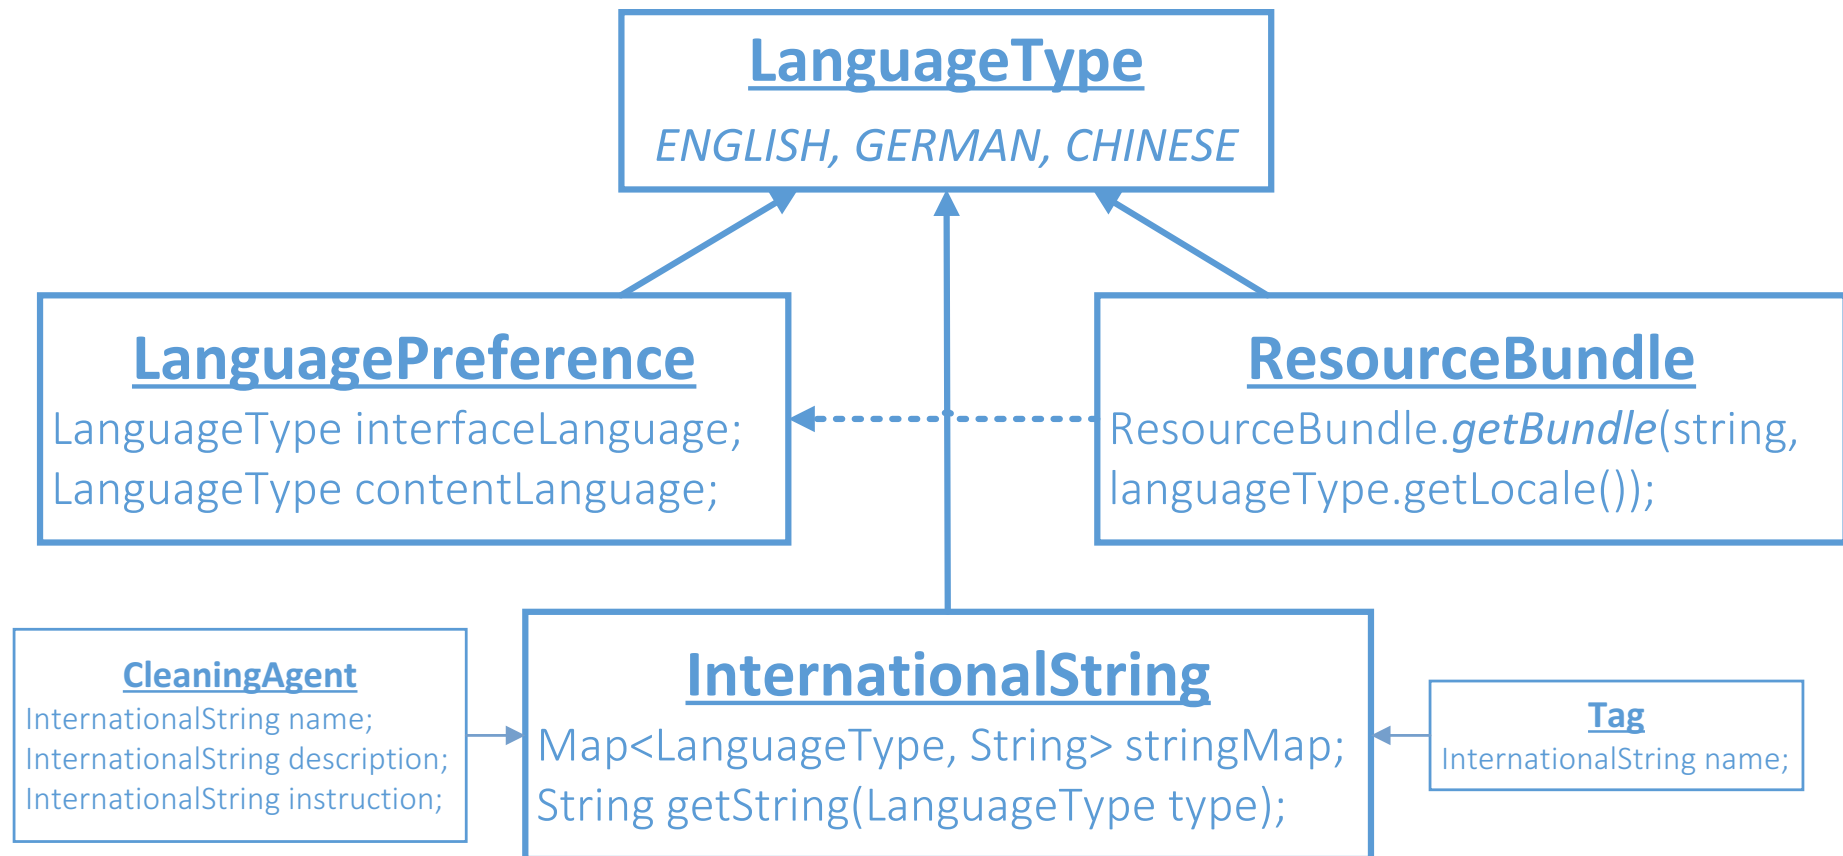 LanguageType
ENGLISH, GERMAN, CHINESE
LanguagePreference
LanguageType interfaceLanguage;
LanguageType contentLanguage;
ResourceBundle
ResourceBundle.getBundle(string,
languageType.getLocale());
CleaningAgent
InternationalString name;
InternationalString description;
InternationalString instruction;
InternationalString
Map<LanguageType, String> stringMap;
String getString(LanguageType type);
Tag
InternationalString name;